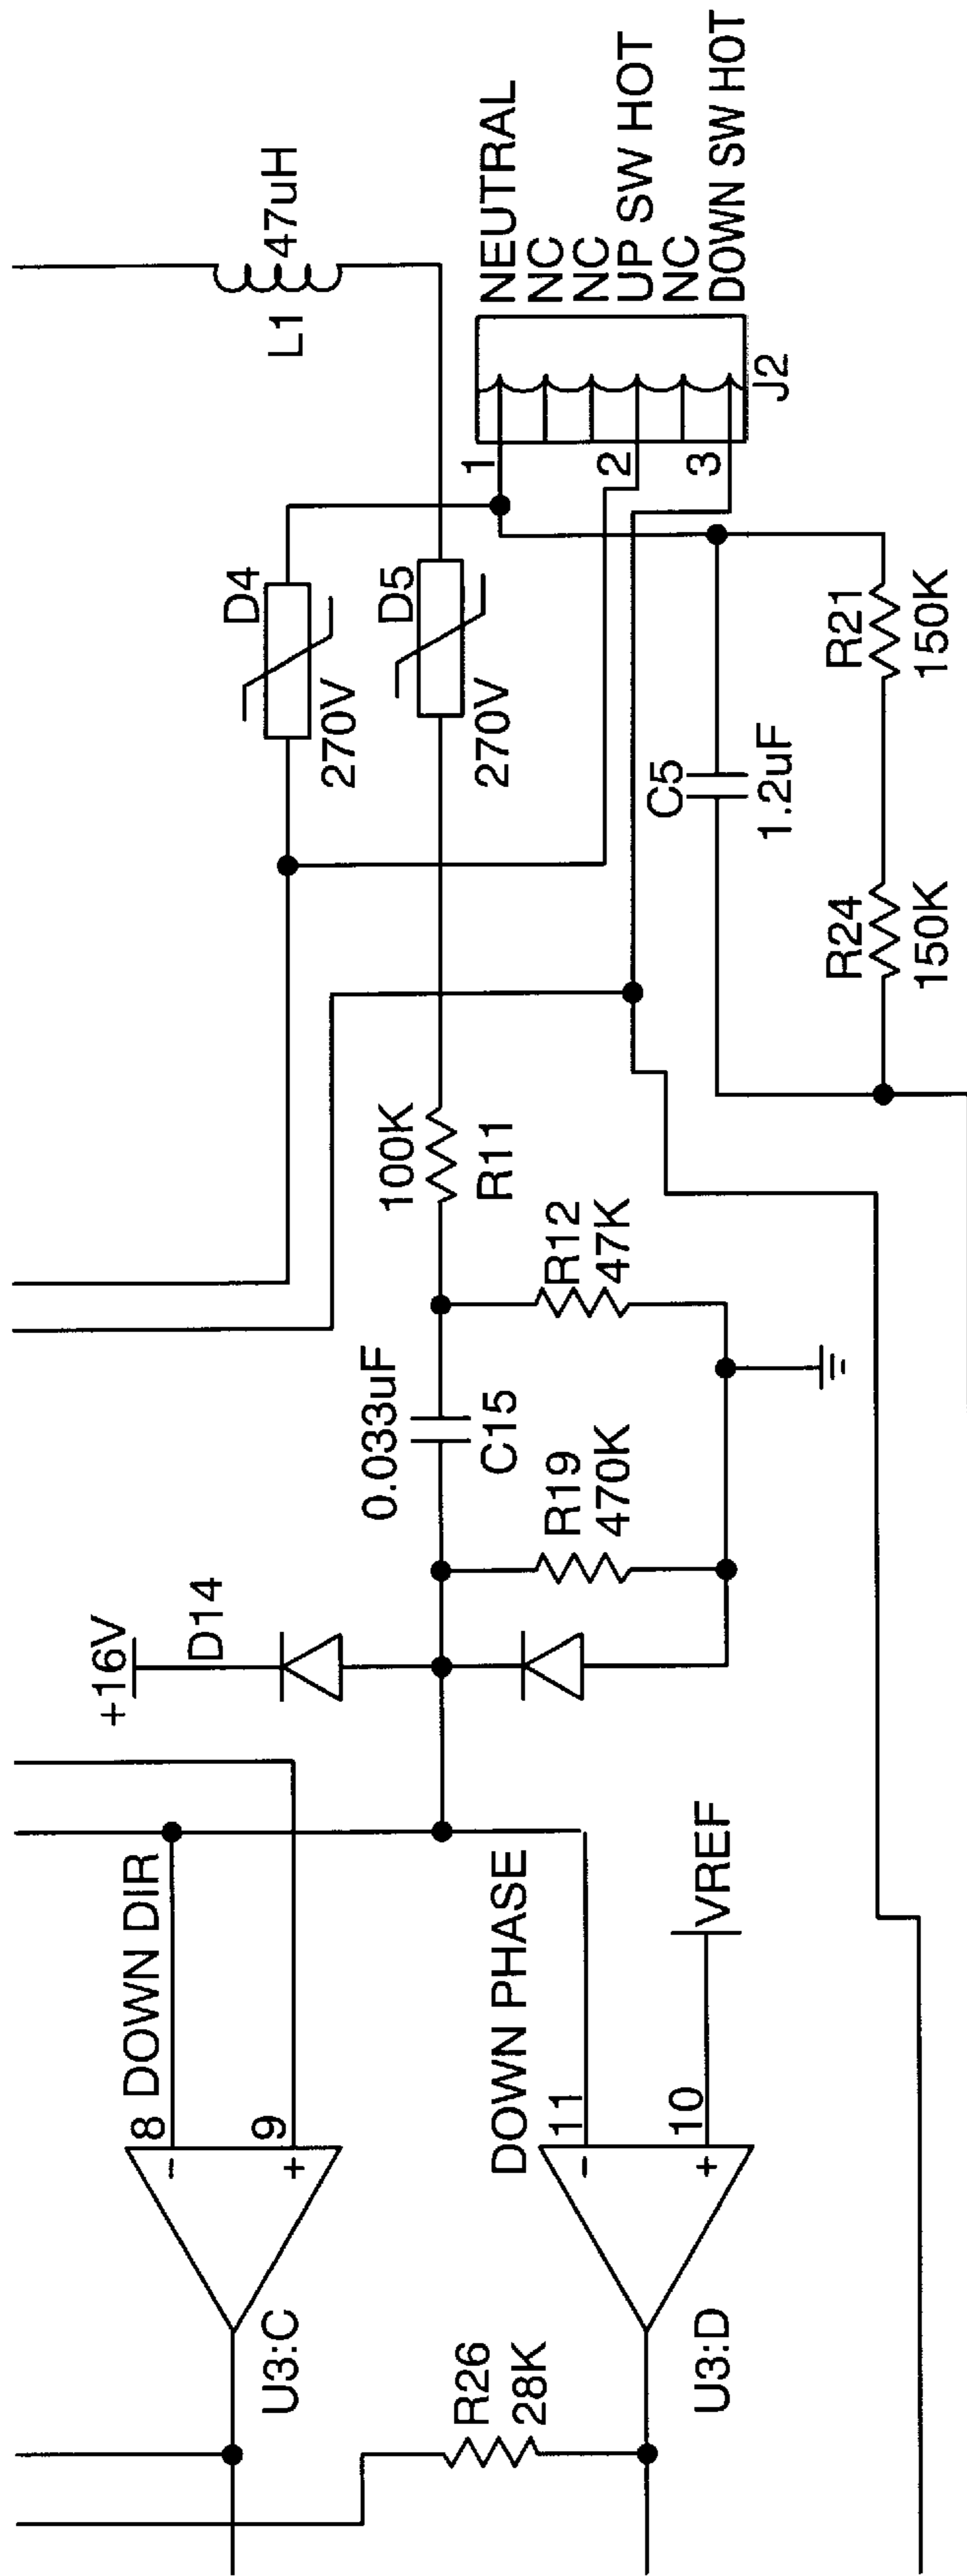 L1
47uH
NEUTRAL
NC
NC
UP SW HOT
NC
DOWN SW HOT
J2
1
2
3
D4
270V
D5
270V
C5
1.2uF
R21
150K
R24
150K
100K
R11
R12
47K
0.033uF
C15
R19
470K
+16V
D14
DOWN DIR
8
9
-
+
U3:C
DOWN PHASE
11
10
-
+
VREF
U3:D
R26
28K